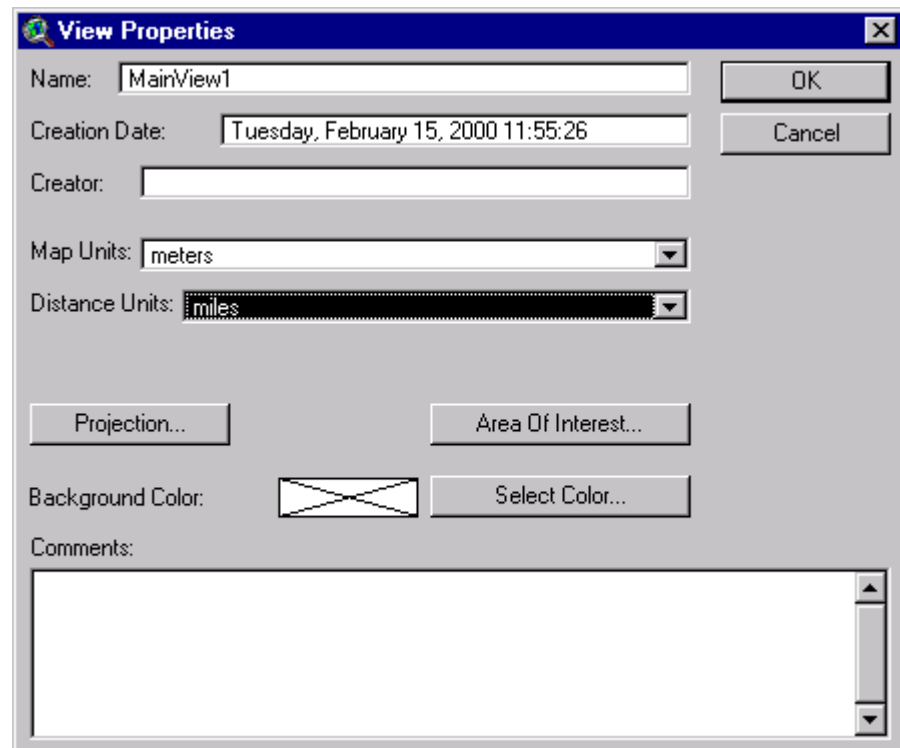 View Properties
Name: MainView1
OK
Creation Date: Tuesday, February 15, 2000 11:55:26
Cancel
Creator:
Map Units: meters
Distance Units: miles
Projection...
Area Of Interest...
Background Color:
Select Color...
Comments: